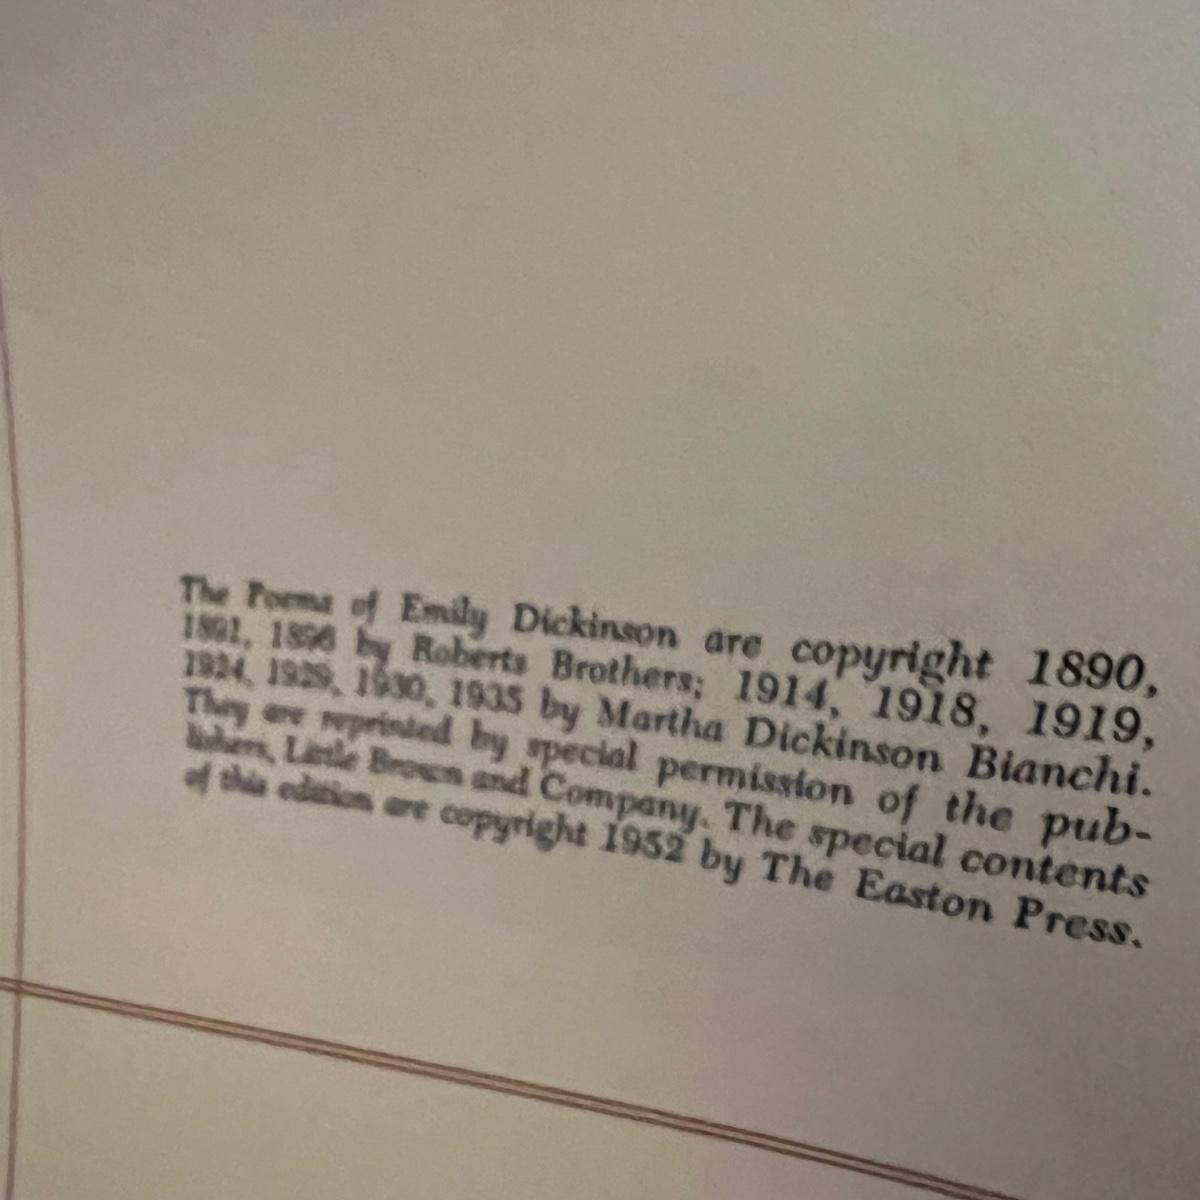 The Poems of Emily Dickinson are copyright 1890,
1891, 1896 by Roberts Brothers; 1914, 1918, 1919,
1924, 1929, 1930, 1935 by Martha Dickinson Bianchi.
They are reprinted by special permission of the pub-
lishers, Little Brown and Company. The special contents
of this edition are copyright 1952 by The Easton Press.